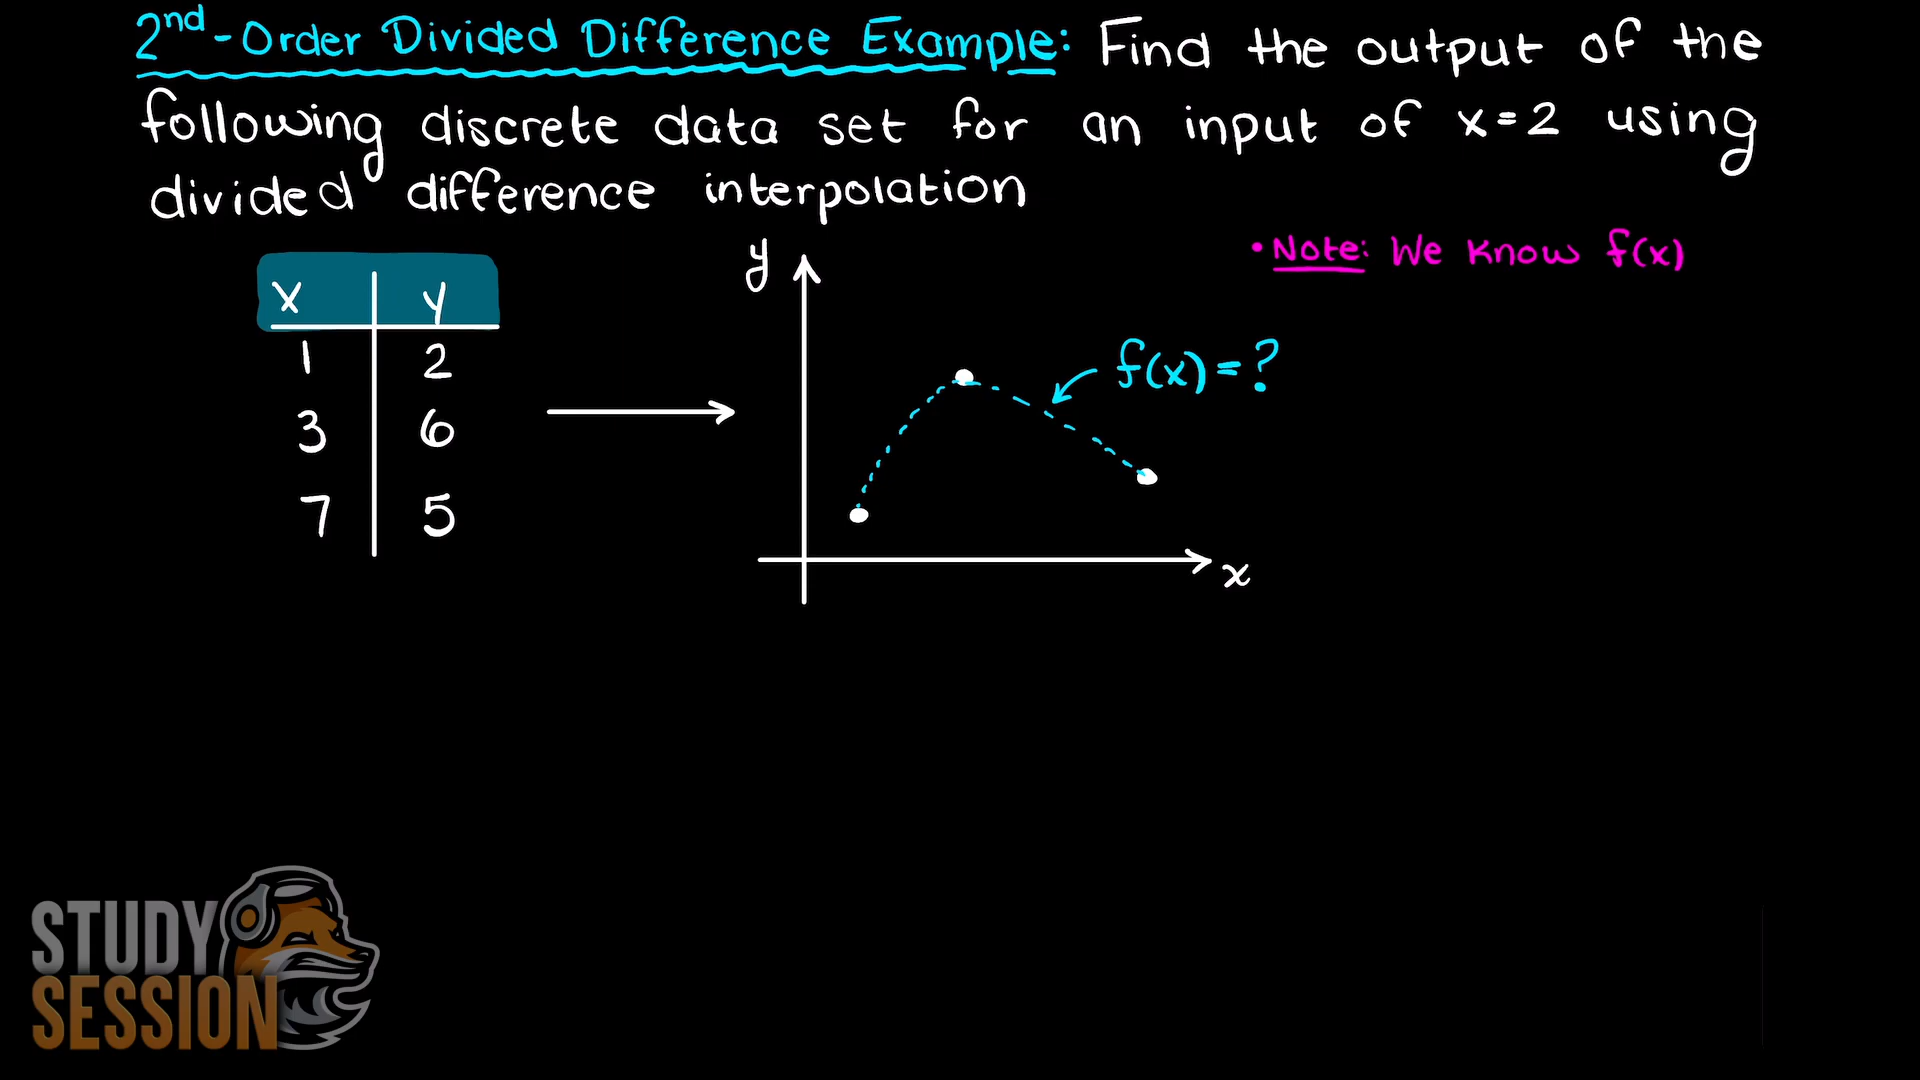 2nd-Order Divided Difference Example: Find the output of the
following discrete data set for an input of x=2 using
divided difference interpolation
• Note: We know f(x)
x y
1 2
3 6
7 5
y
f(x)=?
x
STUDY
SESSION